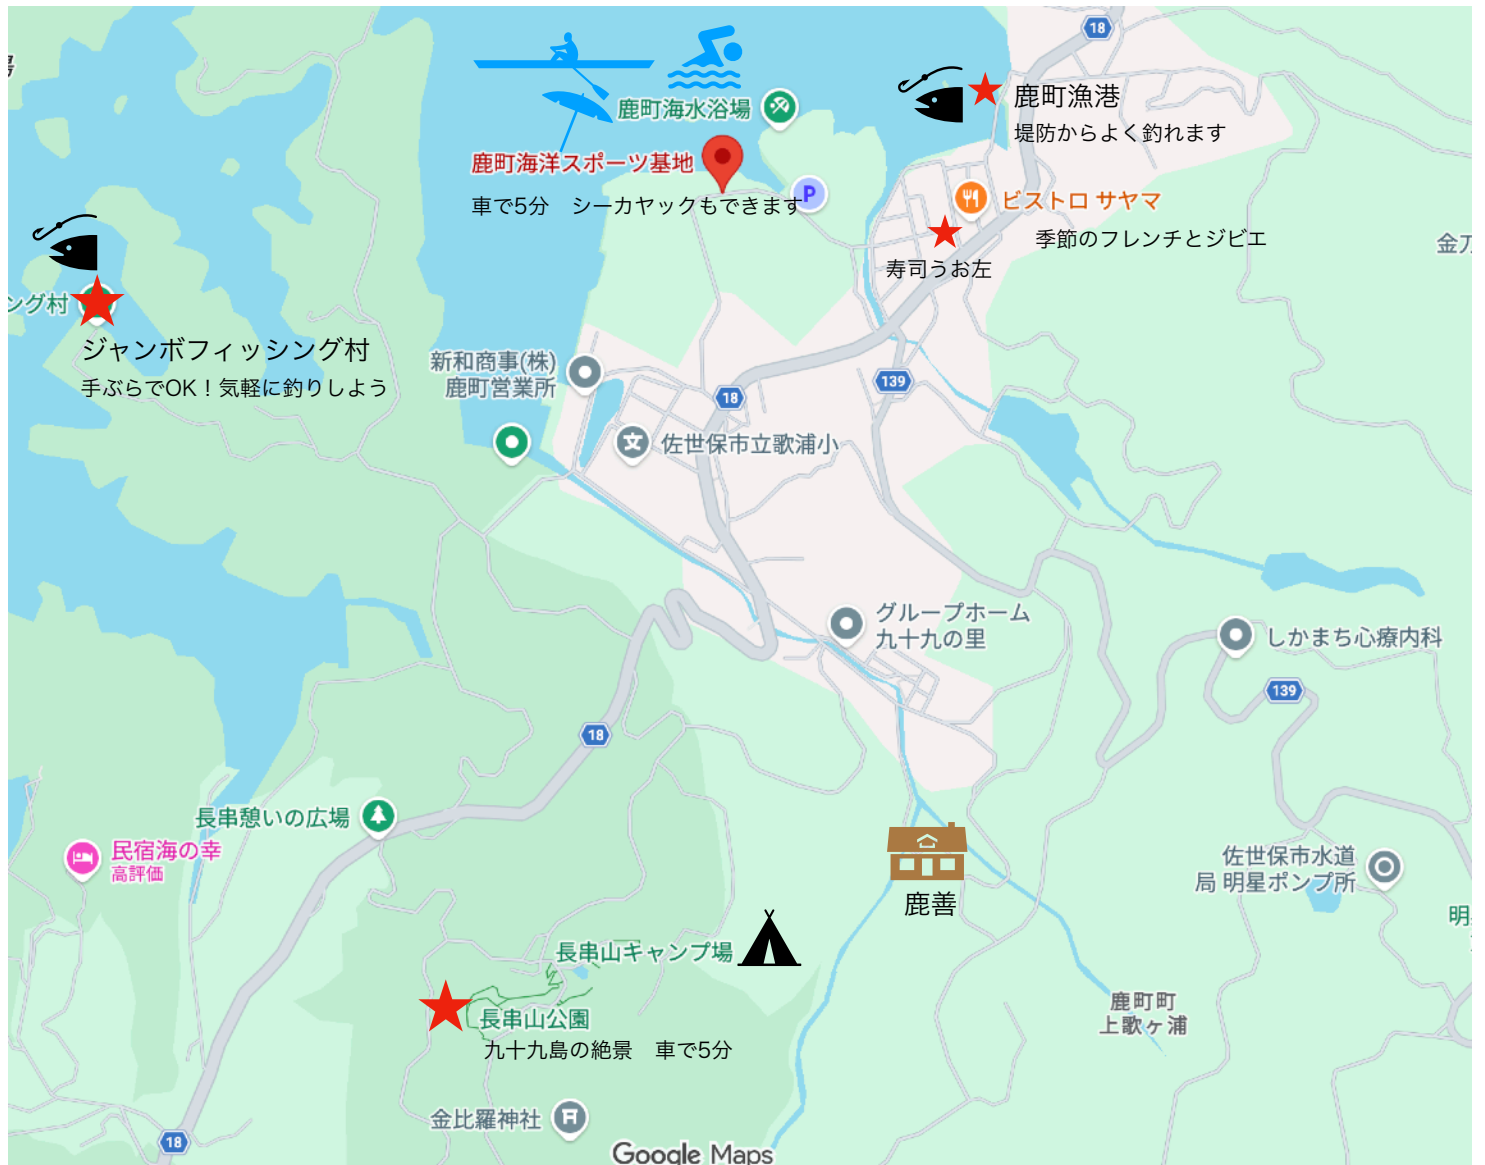 18
鹿町海水浴場
鹿町漁港
堤防からよく釣れます
鹿町海洋スポーツ基地
P
車で5分　シーカヤックもできます
ビストロ サヤマ
季節のフレンチとジビエ
寿司うお左
ング村
ジャンボフィッシング村
手ぶらでOK！気軽に釣りしよう
新和商事(株)
鹿町営業所
18
139
文
佐世保市立歌浦小
グループホーム
九十九の里
しかまち心療内科
139
18
長串憩いの広場
民宿海の幸
高評価
佐世保市水道
局 明星ポンプ所
鹿善
明
長串山キャンプ場
長串山公園
九十九島の絶景　車で5分
鹿町町
上歌ヶ浦
金比羅神社
18
Google Maps